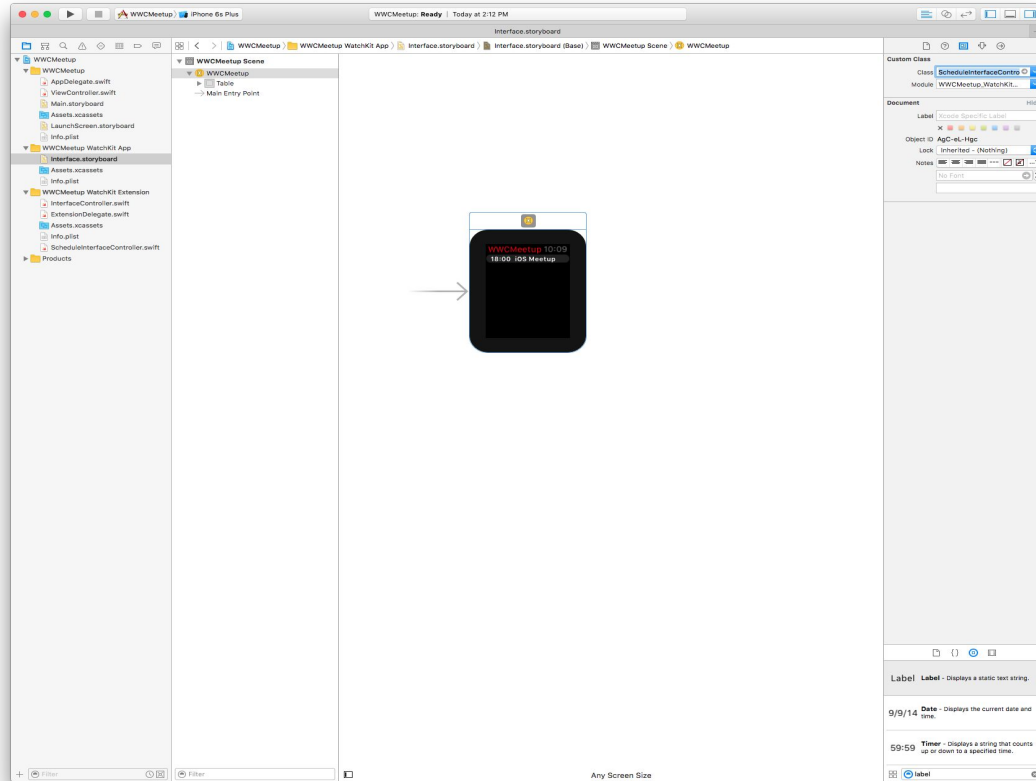 WWCMeetup iPhone 6s Plus
WWCMeetup: Ready | Today at 2:12 PM
Interface.storyboard
WWCMeetup WWCMeetup WatchKit App Interface.storyboard Interface.storyboard (Base) WWCMeetup Scene WWCMeetup
WWCMeetup
WWCMeetup
AppDelegate.swift
ViewController.swift
Main.storyboard
Assets.xcassets
LaunchScreen.storyboard
Info.plist
WWCMeetup WatchKit App
Interface.storyboard
Assets.xcassets
Info.plist
WWCMeetup WatchKit Extension
InterfaceController.swift
ExtensionDelegate.swift
Assets.xcassets
Info.plist
ScheduleInterfaceController.swift
Products
Filter
WWCMeetup Scene
WWCMeetup
Table
Main Entry Point
Filter
WWCMeetup 10:09
18:00 iOS Meetup
Any Screen Size
Custom Class
Class ScheduleInterfaceContro
Module WWCMeetup_WatchKit...
Document Hid
Label Xcode Specific Label
Object ID AgC-eL-Hgc
Lock Inherited - (Nothing)
Notes
No Font
Label Label - Displays a static text string.
9/9/14 Date - Displays the current date and
time.
59:59 Timer - Displays a string that counts
up or down to a specified time.
label